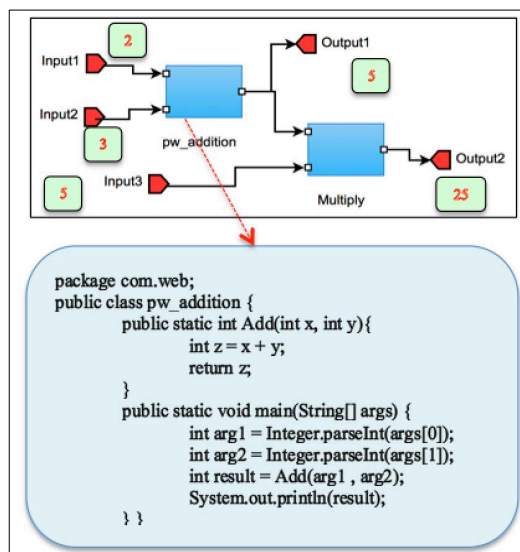 2
Input1
Output1
5
Input2
3
pw_addition
5
Input3
Output2
Multiply
25
package com.web;
public class pw_addition {
public static int Add(int x, int y){
int z = x + y;
return z;
}
public static void main(String[] args) {
int arg1 = Integer.parseInt(args[0]);
int arg2 = Integer.parseInt(args[1]);
int result = Add(arg1 , arg2);
System.out.println(result);
} }